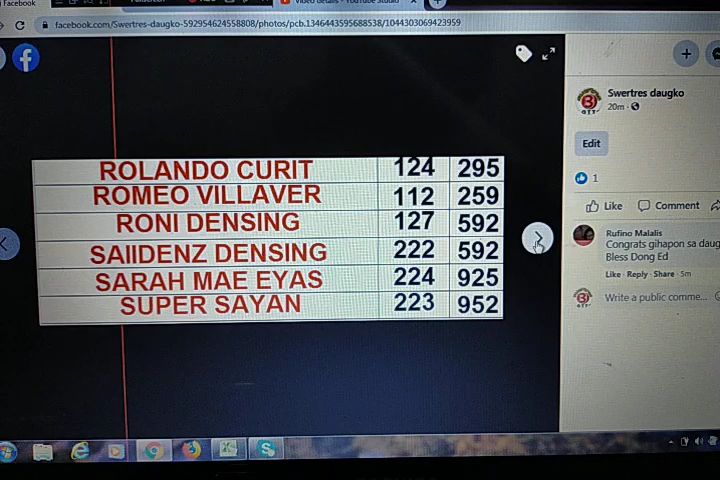 Facebook
facebook.com/Swertres-daugko-592954624558808/photos/pcb.1346443595688538/1044303069423959
ROLANDO CURIT 124 295
ROMEO VILLAVER 112 259
RONI DENSING 127 592
SAIIDENZ DENSING 222 592
SARAH MAE EYAS 224 925
SUPER SAYAN 223 952
Swertres daugko
20m
Edit
1
Like Comment
Rufino Malalis
Congrats gihapon sa daug
Bless Dong Ed
Like · Reply · Share · 5m
Write a public comme...